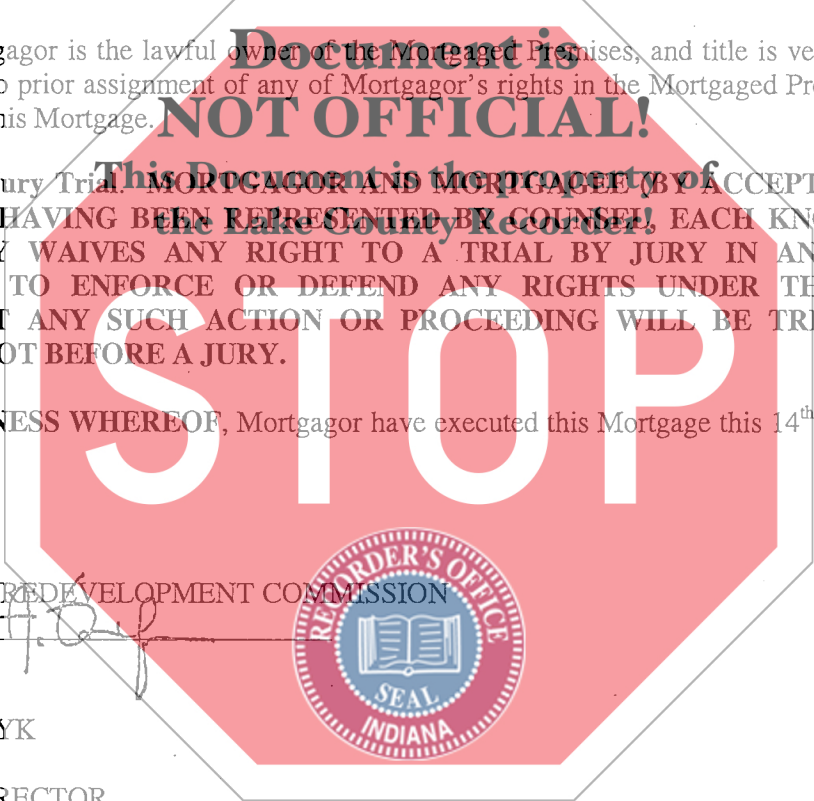 Document is
NOT OFFICIAL!
This Document is the property of
the Lake County Recorder!
gagor is the lawful owner of the Mortgaged Premises, and title is ve
o prior assignment of any of Mortgagor's rights in the Mortgaged Pr
his Mortgage.
ury Trial. MORTGAGOR AND MORTGAGEE (BY ACCEPT
HAVING BEEN REPRESENTED BY COUNSEL, EACH KN
Y WAIVES ANY RIGHT TO A TRIAL BY JURY IN AN
TO ENFORCE OR DEFEND ANY RIGHTS UNDER TH
T ANY SUCH ACTION OR PROCEEDING WILL BE TR
OT BEFORE A JURY.
NESS WHEREOF, Mortgagor have executed this Mortgage this 14th
STOP
REDEVELOPMENT COMMISSION
RECORDER'S OFFICE
SEAL
INDIANA
YK
RECTOR